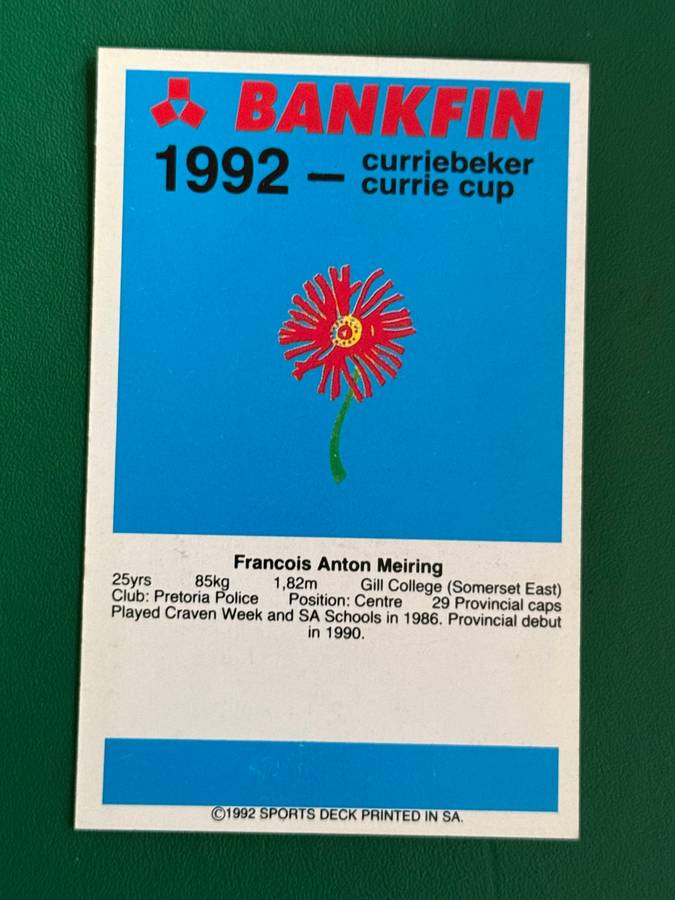 BANKFIN
1992 – curriebeker
currie cup
Francois Anton Meiring
25yrs 85kg 1,82m Gill College (Somerset East)
Club: Pretoria Police Position: Centre 29 Provincial caps
Played Craven Week and SA Schools in 1986. Provincial debut
in 1990.
©1992 SPORTS DECK PRINTED IN SA.